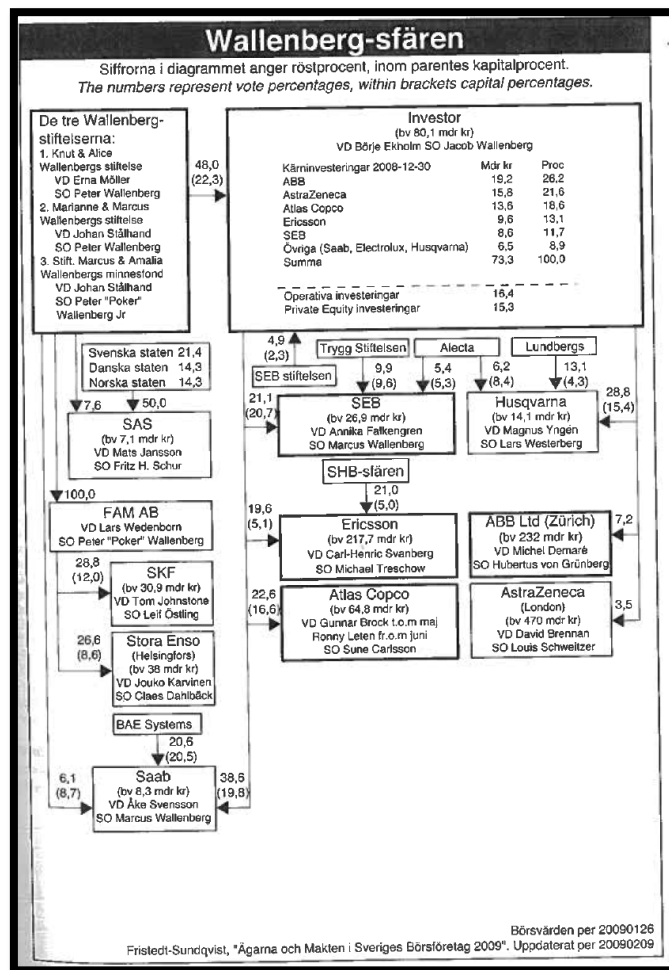 Wallenberg-sfären
Siffrorna i diagrammet anger röstprocent, inom parentes kapitalprocent.
The numbers represent vote percentages, within brackets capital percentages.
De tre Wallenberg-
stiftelserna:
1. Knut & Alice
Wallenbergs stiftelse
VD Erna Möller
SO Peter Wallenberg
2. Marianne & Marcus
Wallenbergs stiftelse
VD Johan Stålhand
SO Peter Wallenberg
3. Stift. Marcus & Amalia
Wallenbergs minnesfond
VD Johan Stålhand
SO Peter "Poker"
Wallenberg Jr
48,0
(22,3)
Investor
(bv 80,1 mdr kr)
VD Börje Ekholm SO Jacob Wallenberg
Kärninvesteringar 2008-12-30 Mdr kr Proc
ABB 19,2 26,2
AstraZeneca 15,8 21,6
Atlas Copco 13,6 18,6
Ericsson 9,6 13,1
SEB 8,6 11,7
Övriga (Saab, Electrolux, Husqvarna) 6,5 8,9
Summa 73,3 100,0
Operativa investeringar 16,4
Private Equity investeringar 15,3
Svenska staten 21,4
Danska staten 14,3
Norska staten 14,3
7,6
50,0
SAS
(bv 7,1 mdr kr)
VD Mats Jansson
SO Fritz H. Schur
4,9
(2,3)
SEB stiftelsen
Trygg Stiftelsen
9,9
(9,6)
Alecta
5,4
(5,3)
6,2
(8,4)
Lundbergs
13,1
(4,3)
21,1
(20,7)
SEB
(bv 26,9 mdr kr)
VD Annika Falkengren
SO Marcus Wallenberg
Husqvarna
(bv 14,1 mdr kr)
VD Magnus Yngén
SO Lars Westerberg
28,8
(15,4)
SHB-sfären
21,0
(5,0)
100,0
FAM AB
VD Lars Wedenborn
SO Peter "Poker" Wallenberg
19,6
(5,1)
Ericsson
(bv 217,7 mdr kr)
VD Carl-Henric Svanberg
SO Michael Treschow
ABB Ltd (Zürich)
(bv 232 mdr kr)
VD Michel Demaré
SO Hubertus von Grünberg
7,2
28,8
(12,0)
SKF
(bv 30,9 mdr kr)
VD Tom Johnstone
SO Leif Östling
22,6
(16,6)
Atlas Copco
(bv 64,8 mdr kr)
VD Gunnar Brock t.o.m maj
Ronny Leten fr.o.m juni
SO Sune Carlsson
AstraZeneca
(London)
(bv 470 mdr kr)
VD David Brennan
SO Louis Schweitzer
3,5
26,6
(8,6)
Stora Enso
(Helsingfors)
(bv 38 mdr kr)
VD Jouko Karvinen
SO Claes Dahlbäck
BAE Systems
20,6
(20,5)
6,1
(8,7)
Saab
(bv 8,3 mdr kr)
VD Åke Svensson
SO Marcus Wallenberg
38,6
(19,8)
Börsvärden per 20090126
Fristedt-Sundqvist, "Ägarna och Makten i Sveriges Börsföretag 2009". Uppdaterat per 20090209